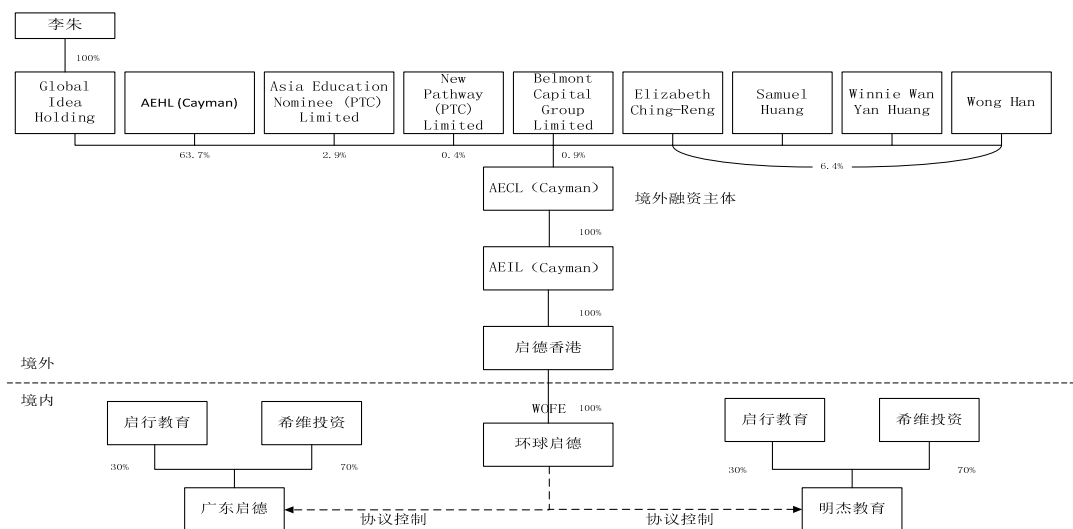 李朱
100%
Global
Idea
Holding
AEHL (Cayman)
Asia Education
Nominee (PTC)
Limited
New
Pathway
(PTC)
Limited
Belmont
Capital
Group
Limited
Elizabeth
Ching-Reng
Samuel
Huang
Winnie Wan
Yan Huang
Wong Han
63.7%
2.9%
0.4%
0.9%
6.4%
AECL (Cayman)
境外融资主体
100%
AEIL (Cayman)
100%
启德香港
境外
境内
WOFE 100%
启行教育
希维投资
环球启德
启行教育
希维投资
30%
70%
30%
70%
广东启德
协议控制
协议控制
明杰教育